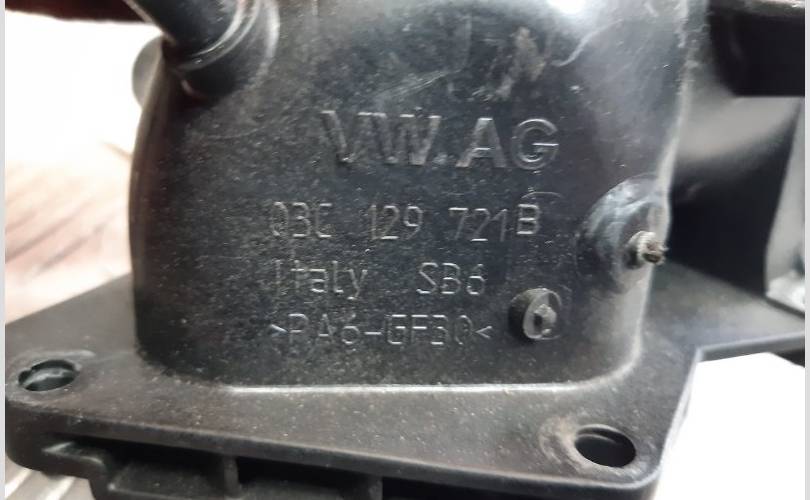 VW.AG
03C 129 721B
Italy SB6
>PA6-GF30<